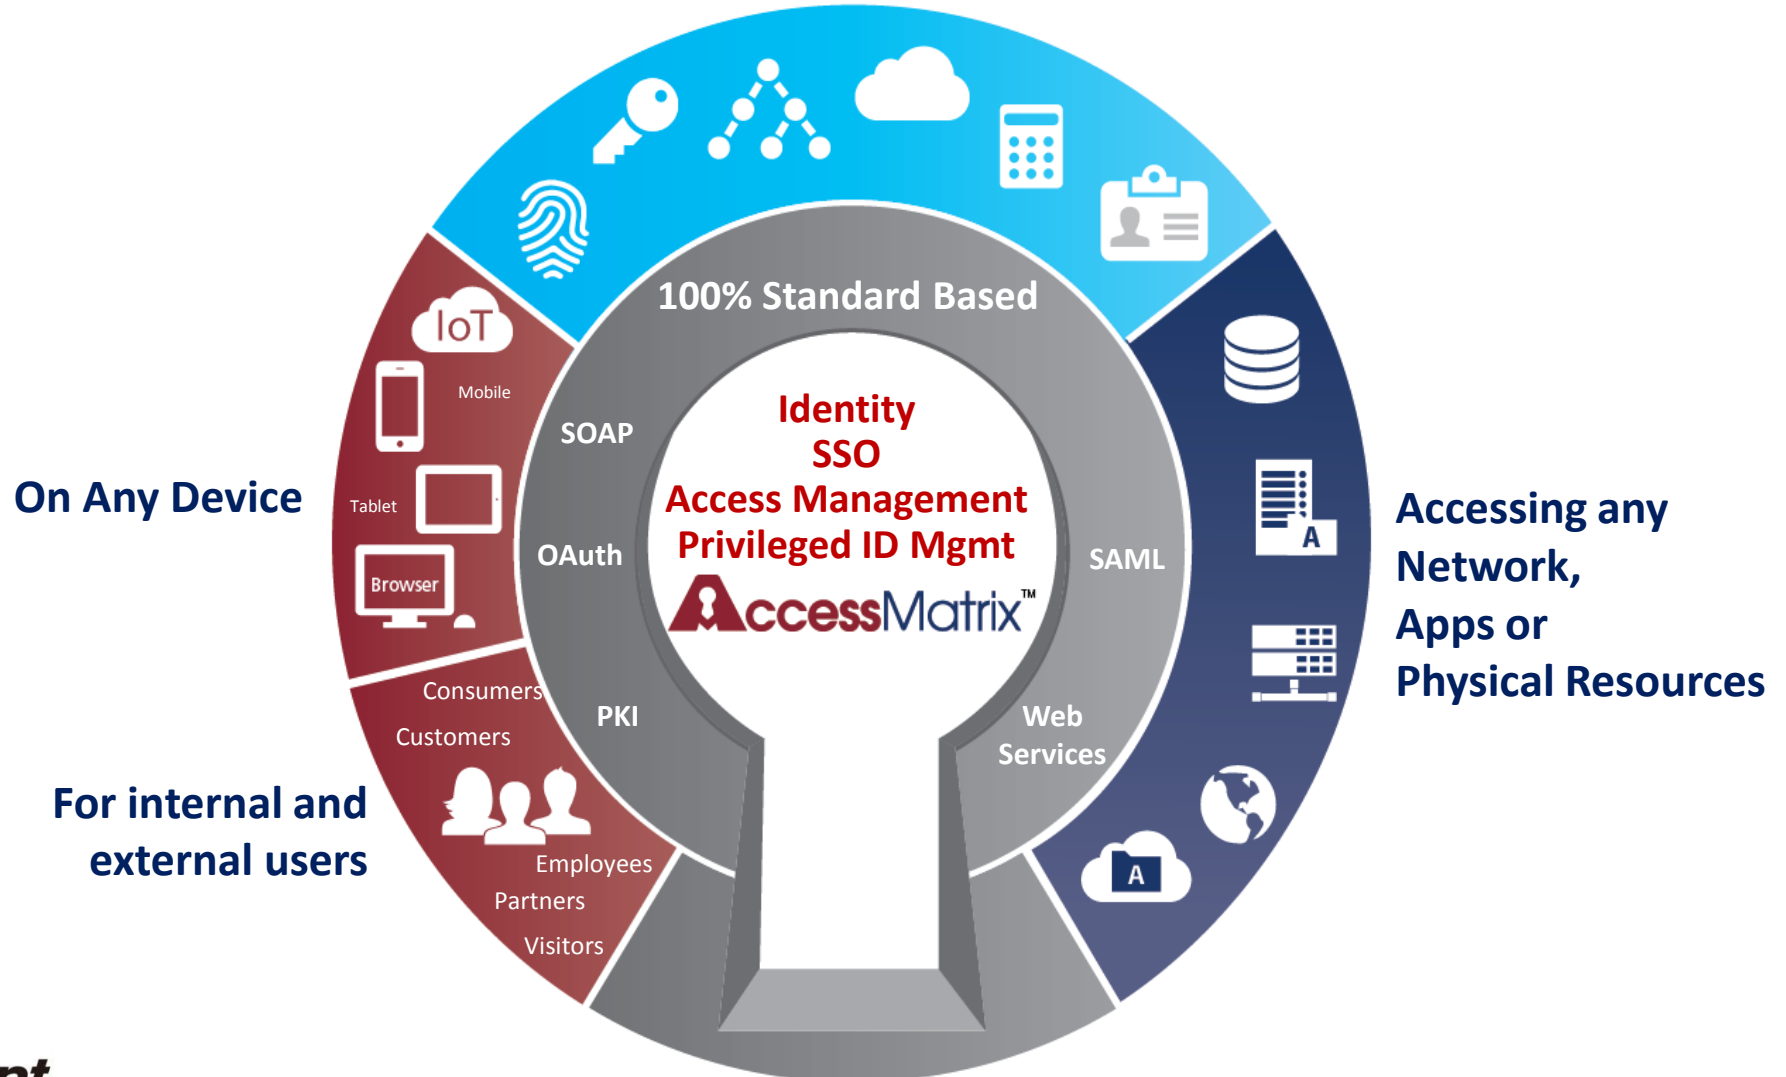 100% Standard Based
IoT
Mobile
Tablet
Browser
On Any Device
SOAP
OAuth
PKI
Identity
SSO
Access Management
Privileged ID Mgmt
AccessMatrix™
SAML
Web
Services
A
A
Accessing any
Network,
Apps or
Physical Resources
Consumers
Customers
Employees
Partners
Visitors
For internal and
external users